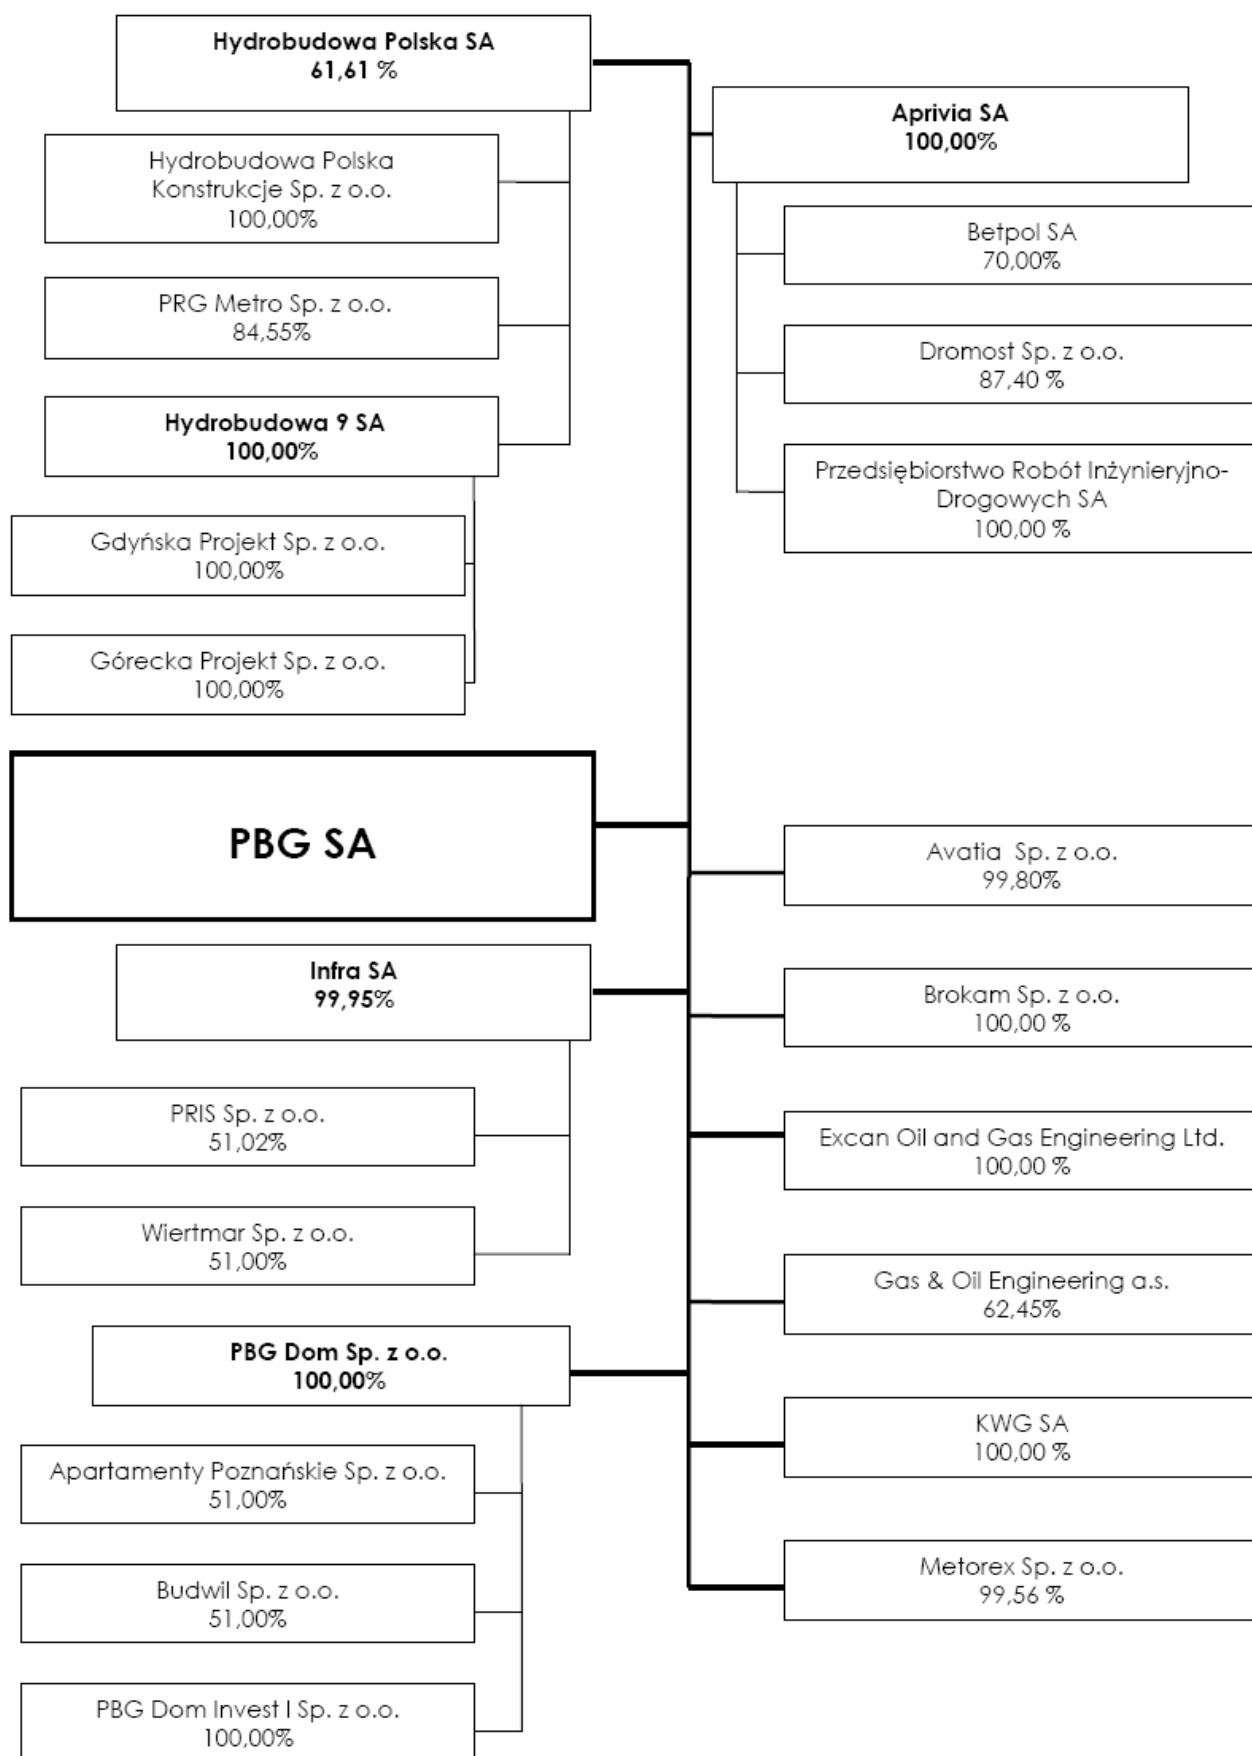 Hydrobudowa Polska SA
61,61 %
Hydrobudowa Polska
Konstrukcje Sp. z o.o.
100,00%
PRG Metro Sp. z o.o.
84,55%
Hydrobudowa 9 SA
100,00%
Gdyńska Projekt Sp. z o.o.
100,00%
Górecka Projekt Sp. z o.o.
100,00%
Aprivia SA
100,00%
Betpol SA
70,00%
Dromost Sp. z o.o.
87,40 %
Przedsiębiorstwo Robót Inżynieryjno-
Drogowych SA
100,00 %
PBG SA
Infra SA
99,95%
PRIS Sp. z o.o.
51,02%
Wiertmar Sp. z o.o.
51,00%
PBG Dom Sp. z o.o.
100,00%
Apartamenty Poznańskie Sp. z o.o.
51,00%
Budwil Sp. z o.o.
51,00%
PBG Dom Invest I Sp. z o.o.
100,00%
Avatia Sp. z o.o.
99,80%
Brokam Sp. z o.o.
100,00 %
Excan Oil and Gas Engineering Ltd.
100,00 %
Gas & Oil Engineering a.s.
62,45%
KWG SA
100,00 %
Metorex Sp. z o.o.
99,56 %